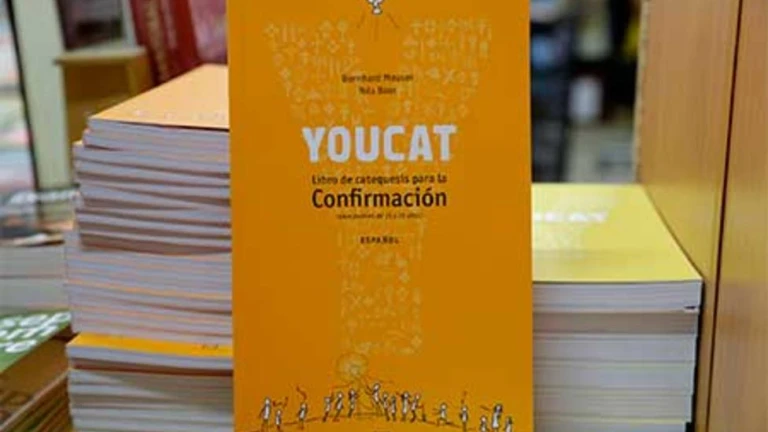 Bernhard Meuser
Nils Baer
YOUCAT
Libro de catequesis para la
Confirmación
ESPAÑOL